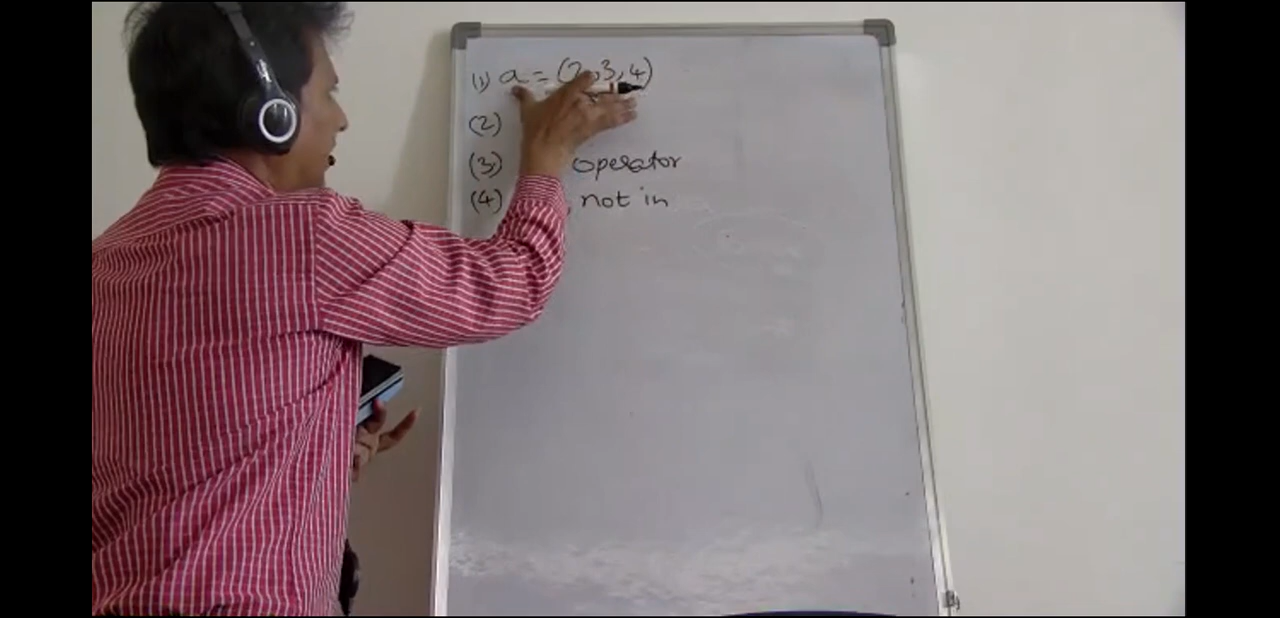 (1) a = (2,3,4)
(2)
(3) operator
(4) not in